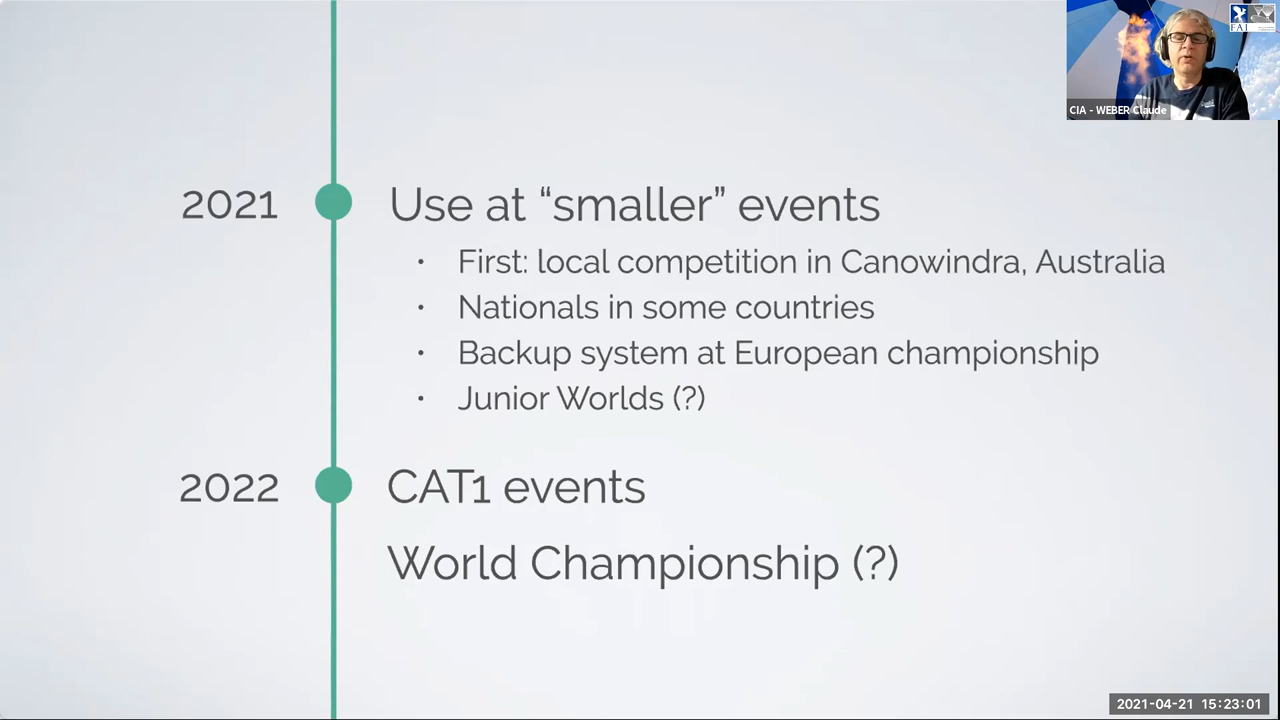 FAI
CIA - WEBER Claude
2021
Use at “smaller” events
• First: local competition in Canowindra, Australia
• Nationals in some countries
• Backup system at European championship
• Junior Worlds (?)
2022
CAT1 events
World Championship (?)
2021-04-21 15:23:01